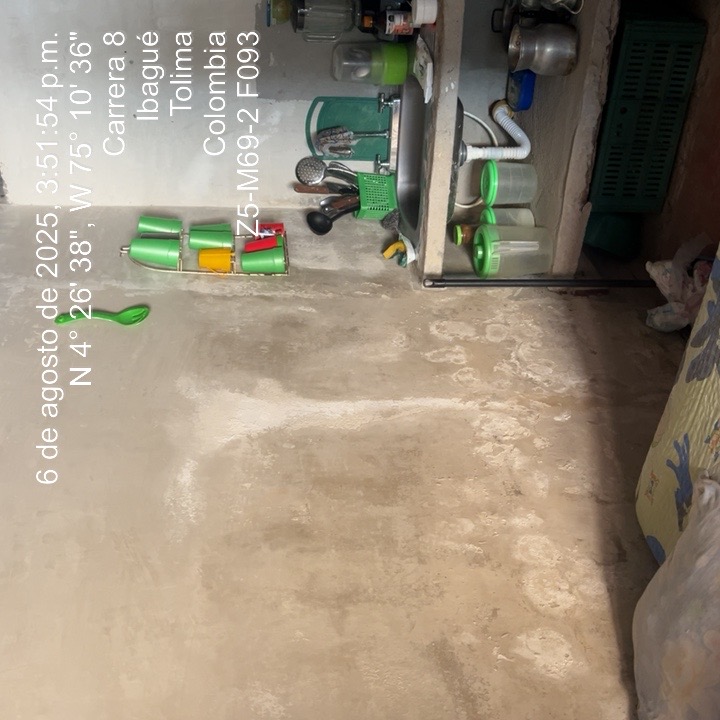 6 de agosto de 2025, 3:51:54 p.m.
N 4° 26' 38", W 75° 10' 36"
Carrera 8
Ibagué
Tolima
Colombia
Z5-M69-2 F093